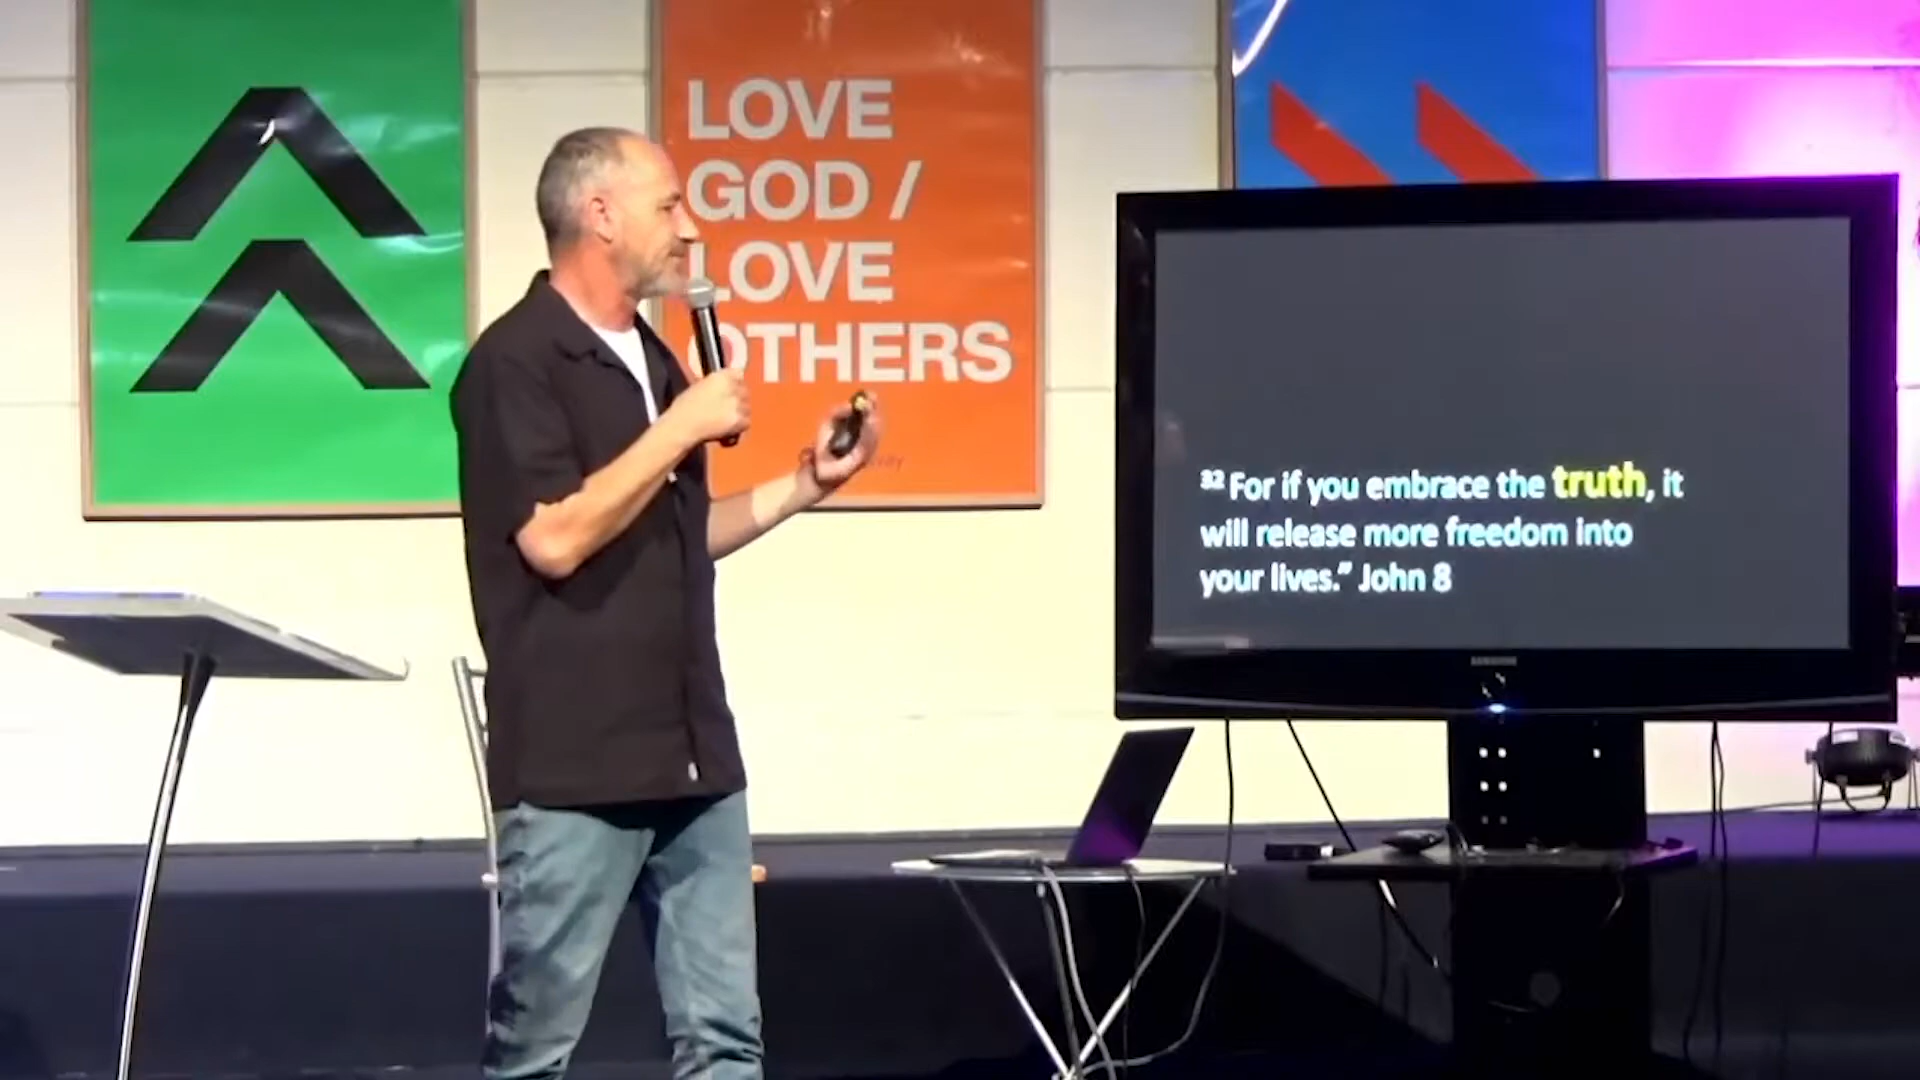 LOVE
GOD /
LOVE
OTHERS
³² For if you embrace the truth, it
will release more freedom into
your lives.” John 8
SAMSUNG